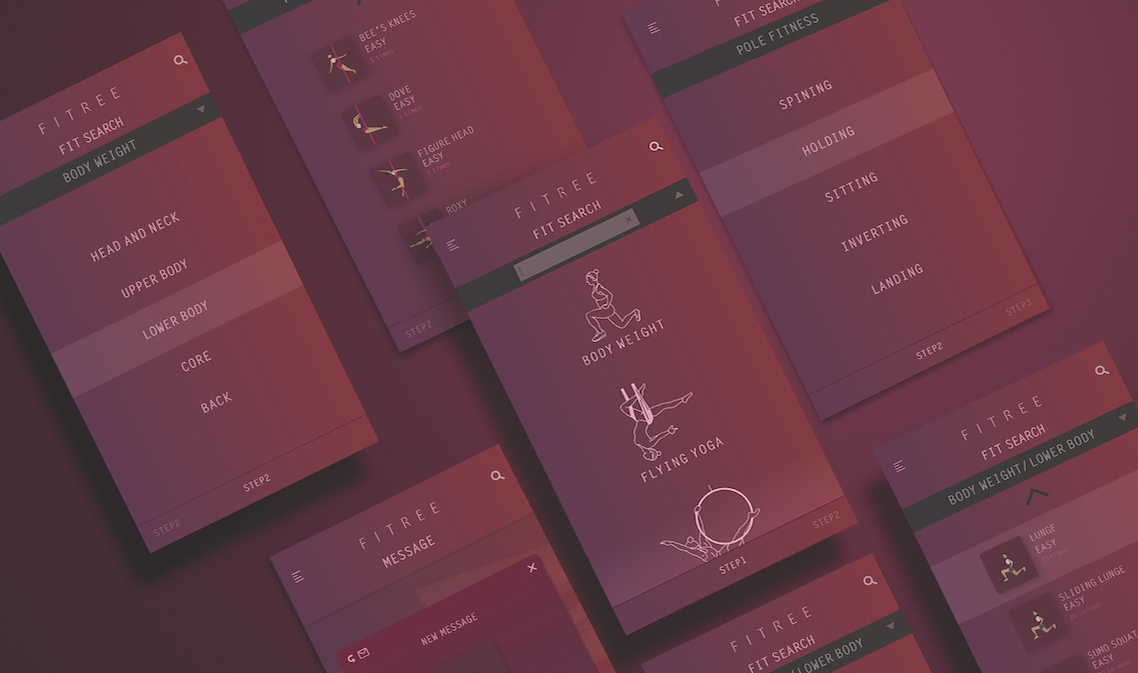 FITREE
FIT SEARCH
BODY WEIGHT
HEAD AND NECK
UPPER BODY
LOWER BODY
CORE
BACK
STEP2
STEP2
BEE'S KNEES
EASY
DOVE
EASY
FIGURE HEAD
EASY
ROXY
STEP2
FITREE
FIT SEARCH
BODY WEIGHT
FLYING YOGA
STEP1
STEP2
FIT SEARCH
POLE FITNESS
SPINING
HOLDING
SITTING
INVERTING
LANDING
STEP2
STEP3
FITREE
MESSAGE
NEW MESSAGE
FITREE
FIT SEARCH
/LOWER BODY
FITREE
FIT SEARCH
BODY WEIGHT/LOWER BODY
LUNGE
EASY
SLIDING LUNGE
EASY
SUMO SQUAT
EASY